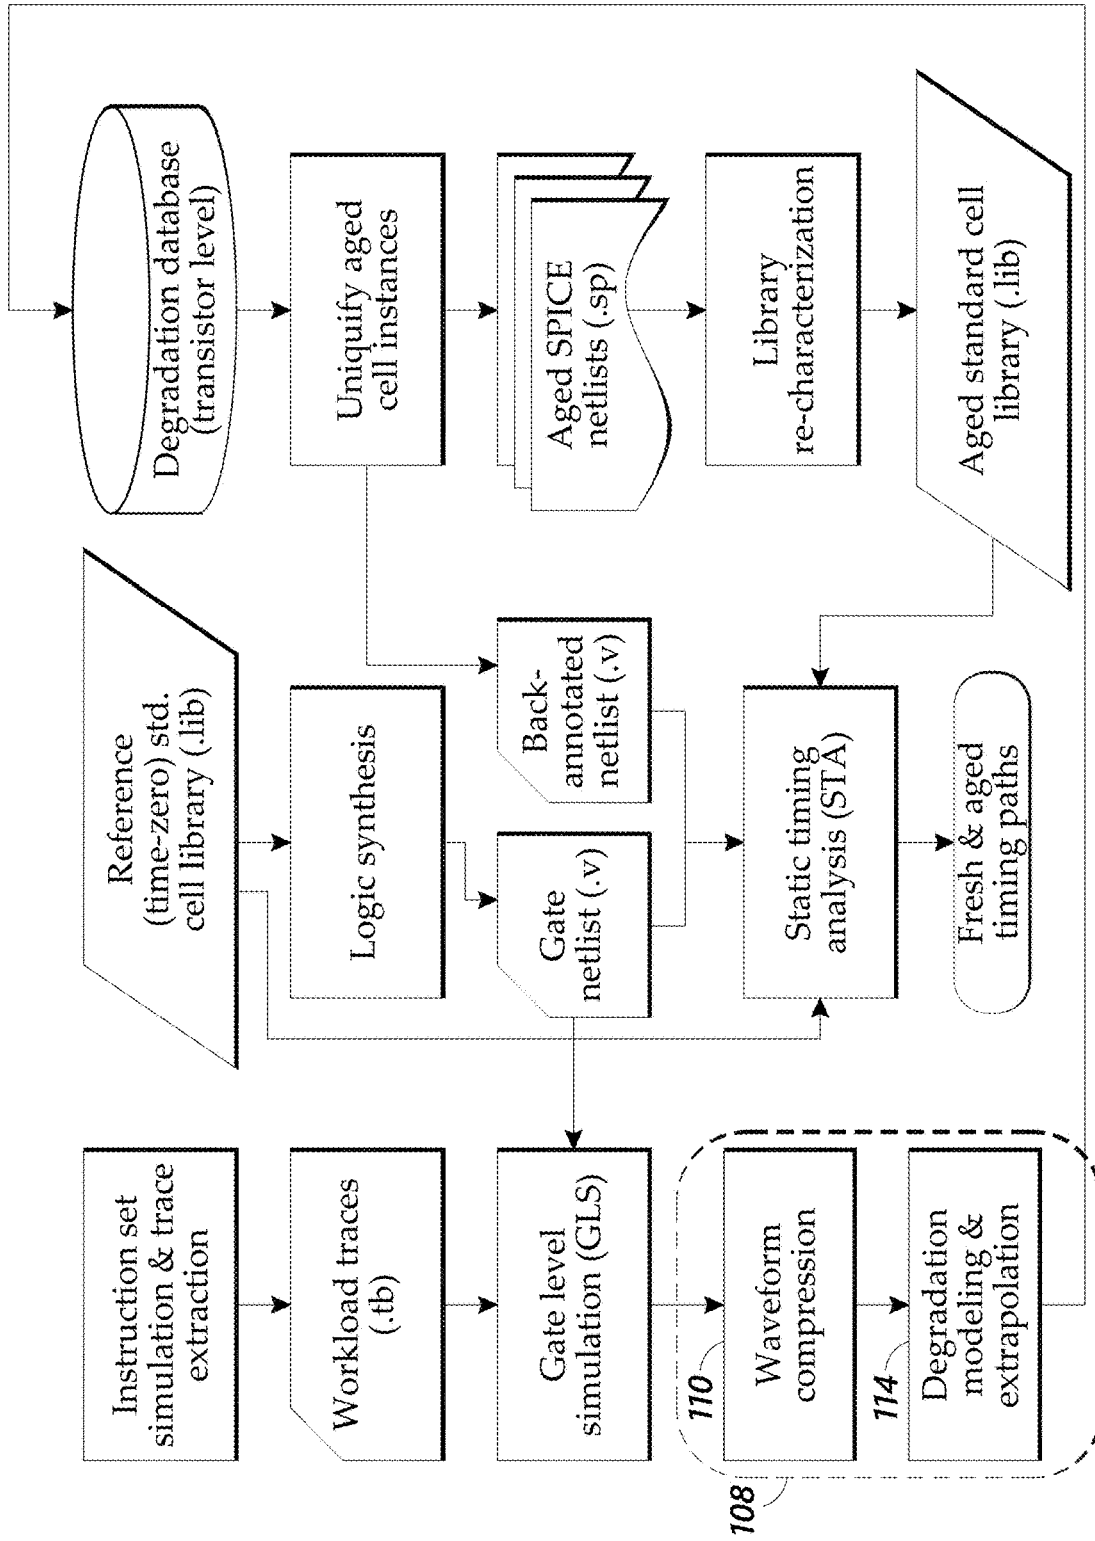 Instruction set
simulation & trace
extraction
Workload traces
(.tb)
Gate level
simulation (GLS)
110
Waveform
compression
114
Degradation
modeling &
extrapolation
108
Reference
(time-zero) std.
cell library (.lib)
Logic synthesis
Gate
netlist (.v)
Back-
annotated
netlist (.v)
Static timing
analysis (STA)
Fresh & aged
timing paths
Degradation database
(transistor level)
Uniquify aged
cell instances
Aged SPICE
netlists (.sp)
Library
re-characterization
Aged standard cell
library (.lib)